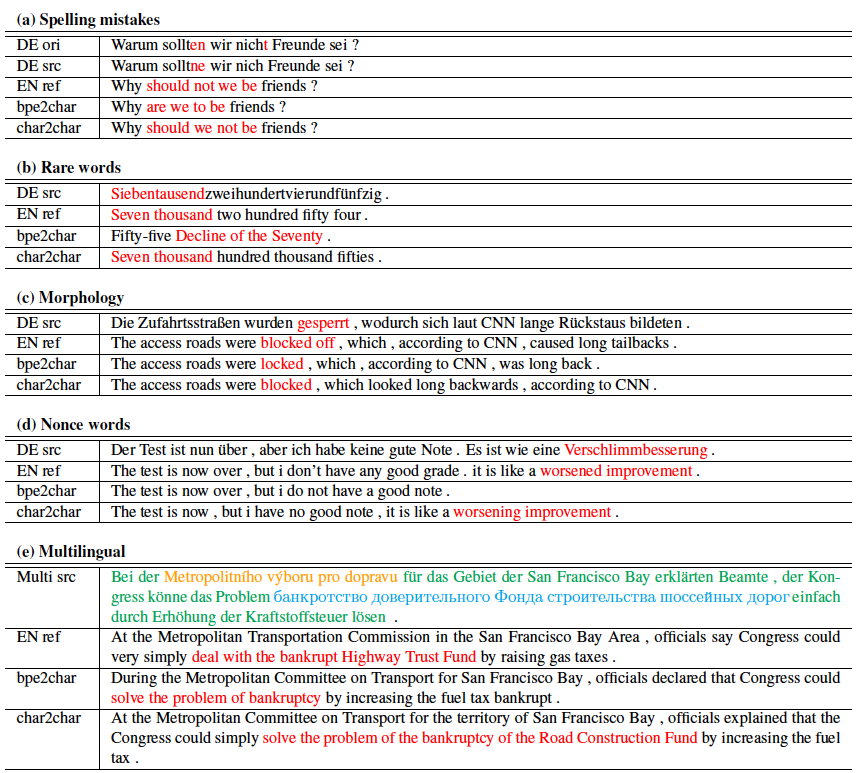 (a) Spelling mistakes
DE ori Warum sollten wir nicht Freunde sei ?
DE src Warum solltne wir nich Freunde sei ?
EN ref Why should not we be friends ?
bpe2char Why are we to be friends ?
char2char Why should we not be friends ?
(b) Rare words
DE src Siebentausendzweihundertvierundfünfzig .
EN ref Seven thousand two hundred fifty four .
bpe2char Fifty-five Decline of the Seventy .
char2char Seven thousand hundred thousand fifties .
(c) Morphology
DE src Die Zufahrtsstraßen wurden gesperrt , wodurch sich laut CNN lange Rückstaus bildeten .
EN ref The access roads were blocked off , which , according to CNN , caused long tailbacks .
bpe2char The access roads were locked , which , according to CNN , was long back .
char2char The access roads were blocked , which looked long backwards , according to CNN .
(d) Nonce words
DE src Der Test ist nun über , aber ich habe keine gute Note . Es ist wie eine Verschlimmbesserung .
EN ref The test is now over , but i don't have any good grade . it is like a worsened improvement .
bpe2char The test is now over , but i do not have a good note .
char2char The test is now , but i have no good note , it is like a worsening improvement .
(e) Multilingual
Multi src Bei der Metropolitního výboru pro dopravu für das Gebiet der San Francisco Bay erklärten Beamte , der Kon-
gress könne das Problem банкротство доверительного Фонда строительства шоссейных дорог einfach
durch Erhöhung der Kraftstoffsteuer lösen .
EN ref At the Metropolitan Transportation Commission in the San Francisco Bay Area , officials say Congress could
very simply deal with the bankrupt Highway Trust Fund by raising gas taxes .
bpe2char During the Metropolitan Committee on Transport for San Francisco Bay , officials declared that Congress could
solve the problem of bankruptcy by increasing the fuel tax bankrupt .
char2char At the Metropolitan Committee on Transport for the territory of San Francisco Bay , officials explained that the
Congress could simply solve the problem of the bankruptcy of the Road Construction Fund by increasing the fuel
tax .